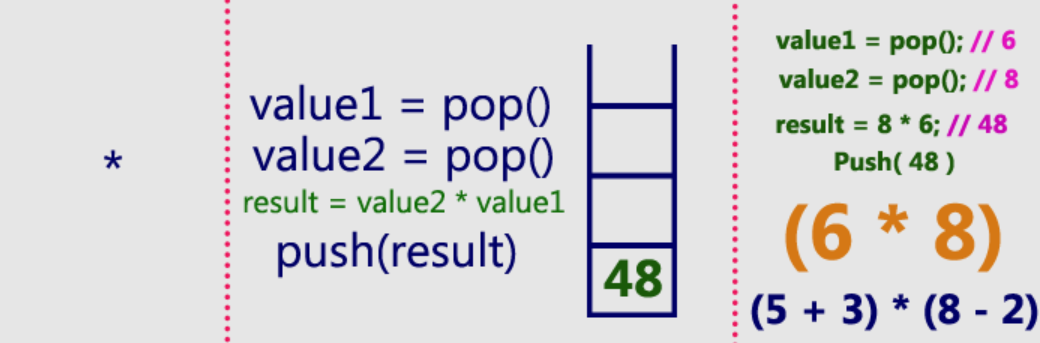 *
value1 = pop()
value2 = pop()
result = value2 * value1
push(result)
48
value1 = pop(); // 6
value2 = pop(); // 8
result = 8 * 6; // 48
Push( 48 )
(6 * 8)
(5 + 3) * (8 - 2)